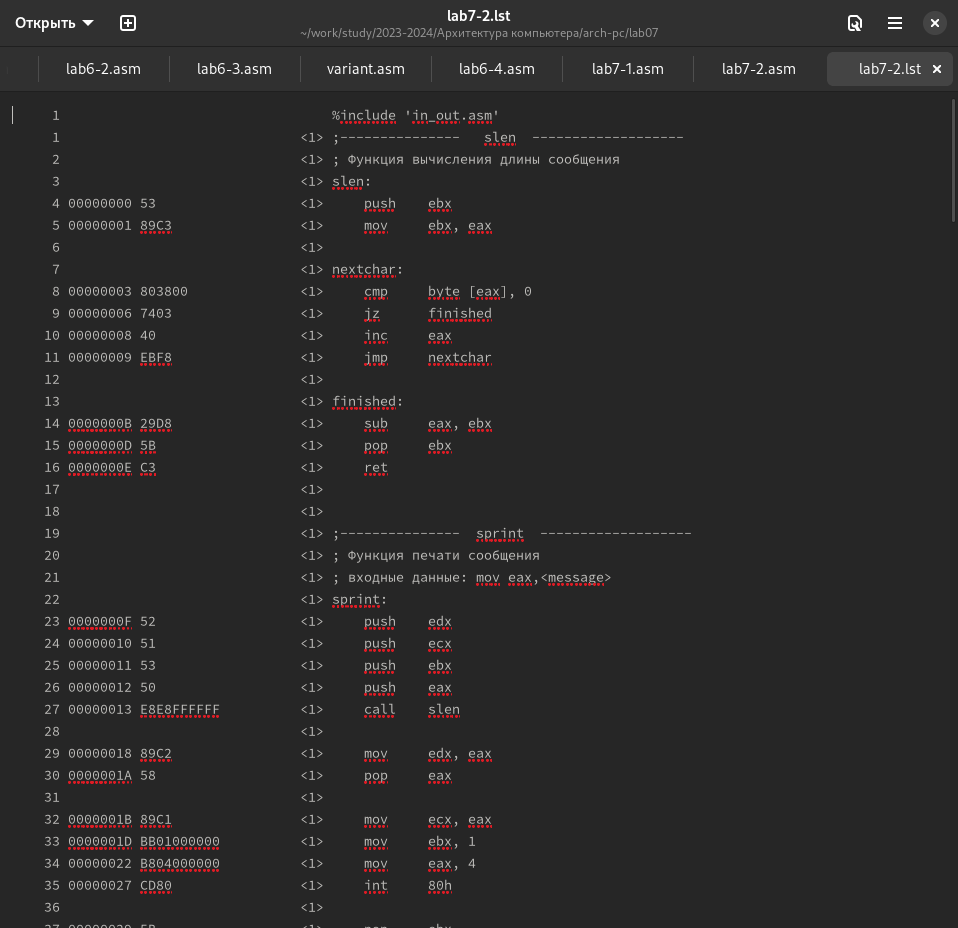 Открыть
lab7-2.lst
~/work/study/2023-2024/Архитектура компьютера/arch-pc/lab07
lab6-2.asm lab6-3.asm variant.asm lab6-4.asm lab7-1.asm lab7-2.asm lab7-2.lst
1 %include 'in_out.asm'
1 <1> ;--------------- slen -------------------
2 <1> ; Функция вычисления длины сообщения
3 <1> slen:
4 00000000 53 <1> push ebx
5 00000001 89C3 <1> mov ebx, eax
6 <1>
7 <1> nextchar:
8 00000003 803800 <1> cmp byte [eax], 0
9 00000006 7403 <1> jz finished
10 00000008 40 <1> inc eax
11 00000009 EBF8 <1> jmp nextchar
12 <1>
13 <1> finished:
14 0000000B 29D8 <1> sub eax, ebx
15 0000000D 5B <1> pop ebx
16 0000000E C3 <1> ret
17 <1>
18 <1>
19 <1> ;--------------- sprint -------------------
20 <1> ; Функция печати сообщения
21 <1> ; входные данные: mov eax,<message>
22 <1> sprint:
23 0000000F 52 <1> push edx
24 00000010 51 <1> push ecx
25 00000011 53 <1> push ebx
26 00000012 50 <1> push eax
27 00000013 E8E8FFFFFF <1> call slen
28 <1>
29 00000018 89C2 <1> mov edx, eax
30 0000001A 58 <1> pop eax
31 <1>
32 0000001B 89C1 <1> mov ecx, eax
33 0000001D BB01000000 <1> mov ebx, 1
34 00000022 B804000000 <1> mov eax, 4
35 00000027 CD80 <1> int 80h
36 <1>